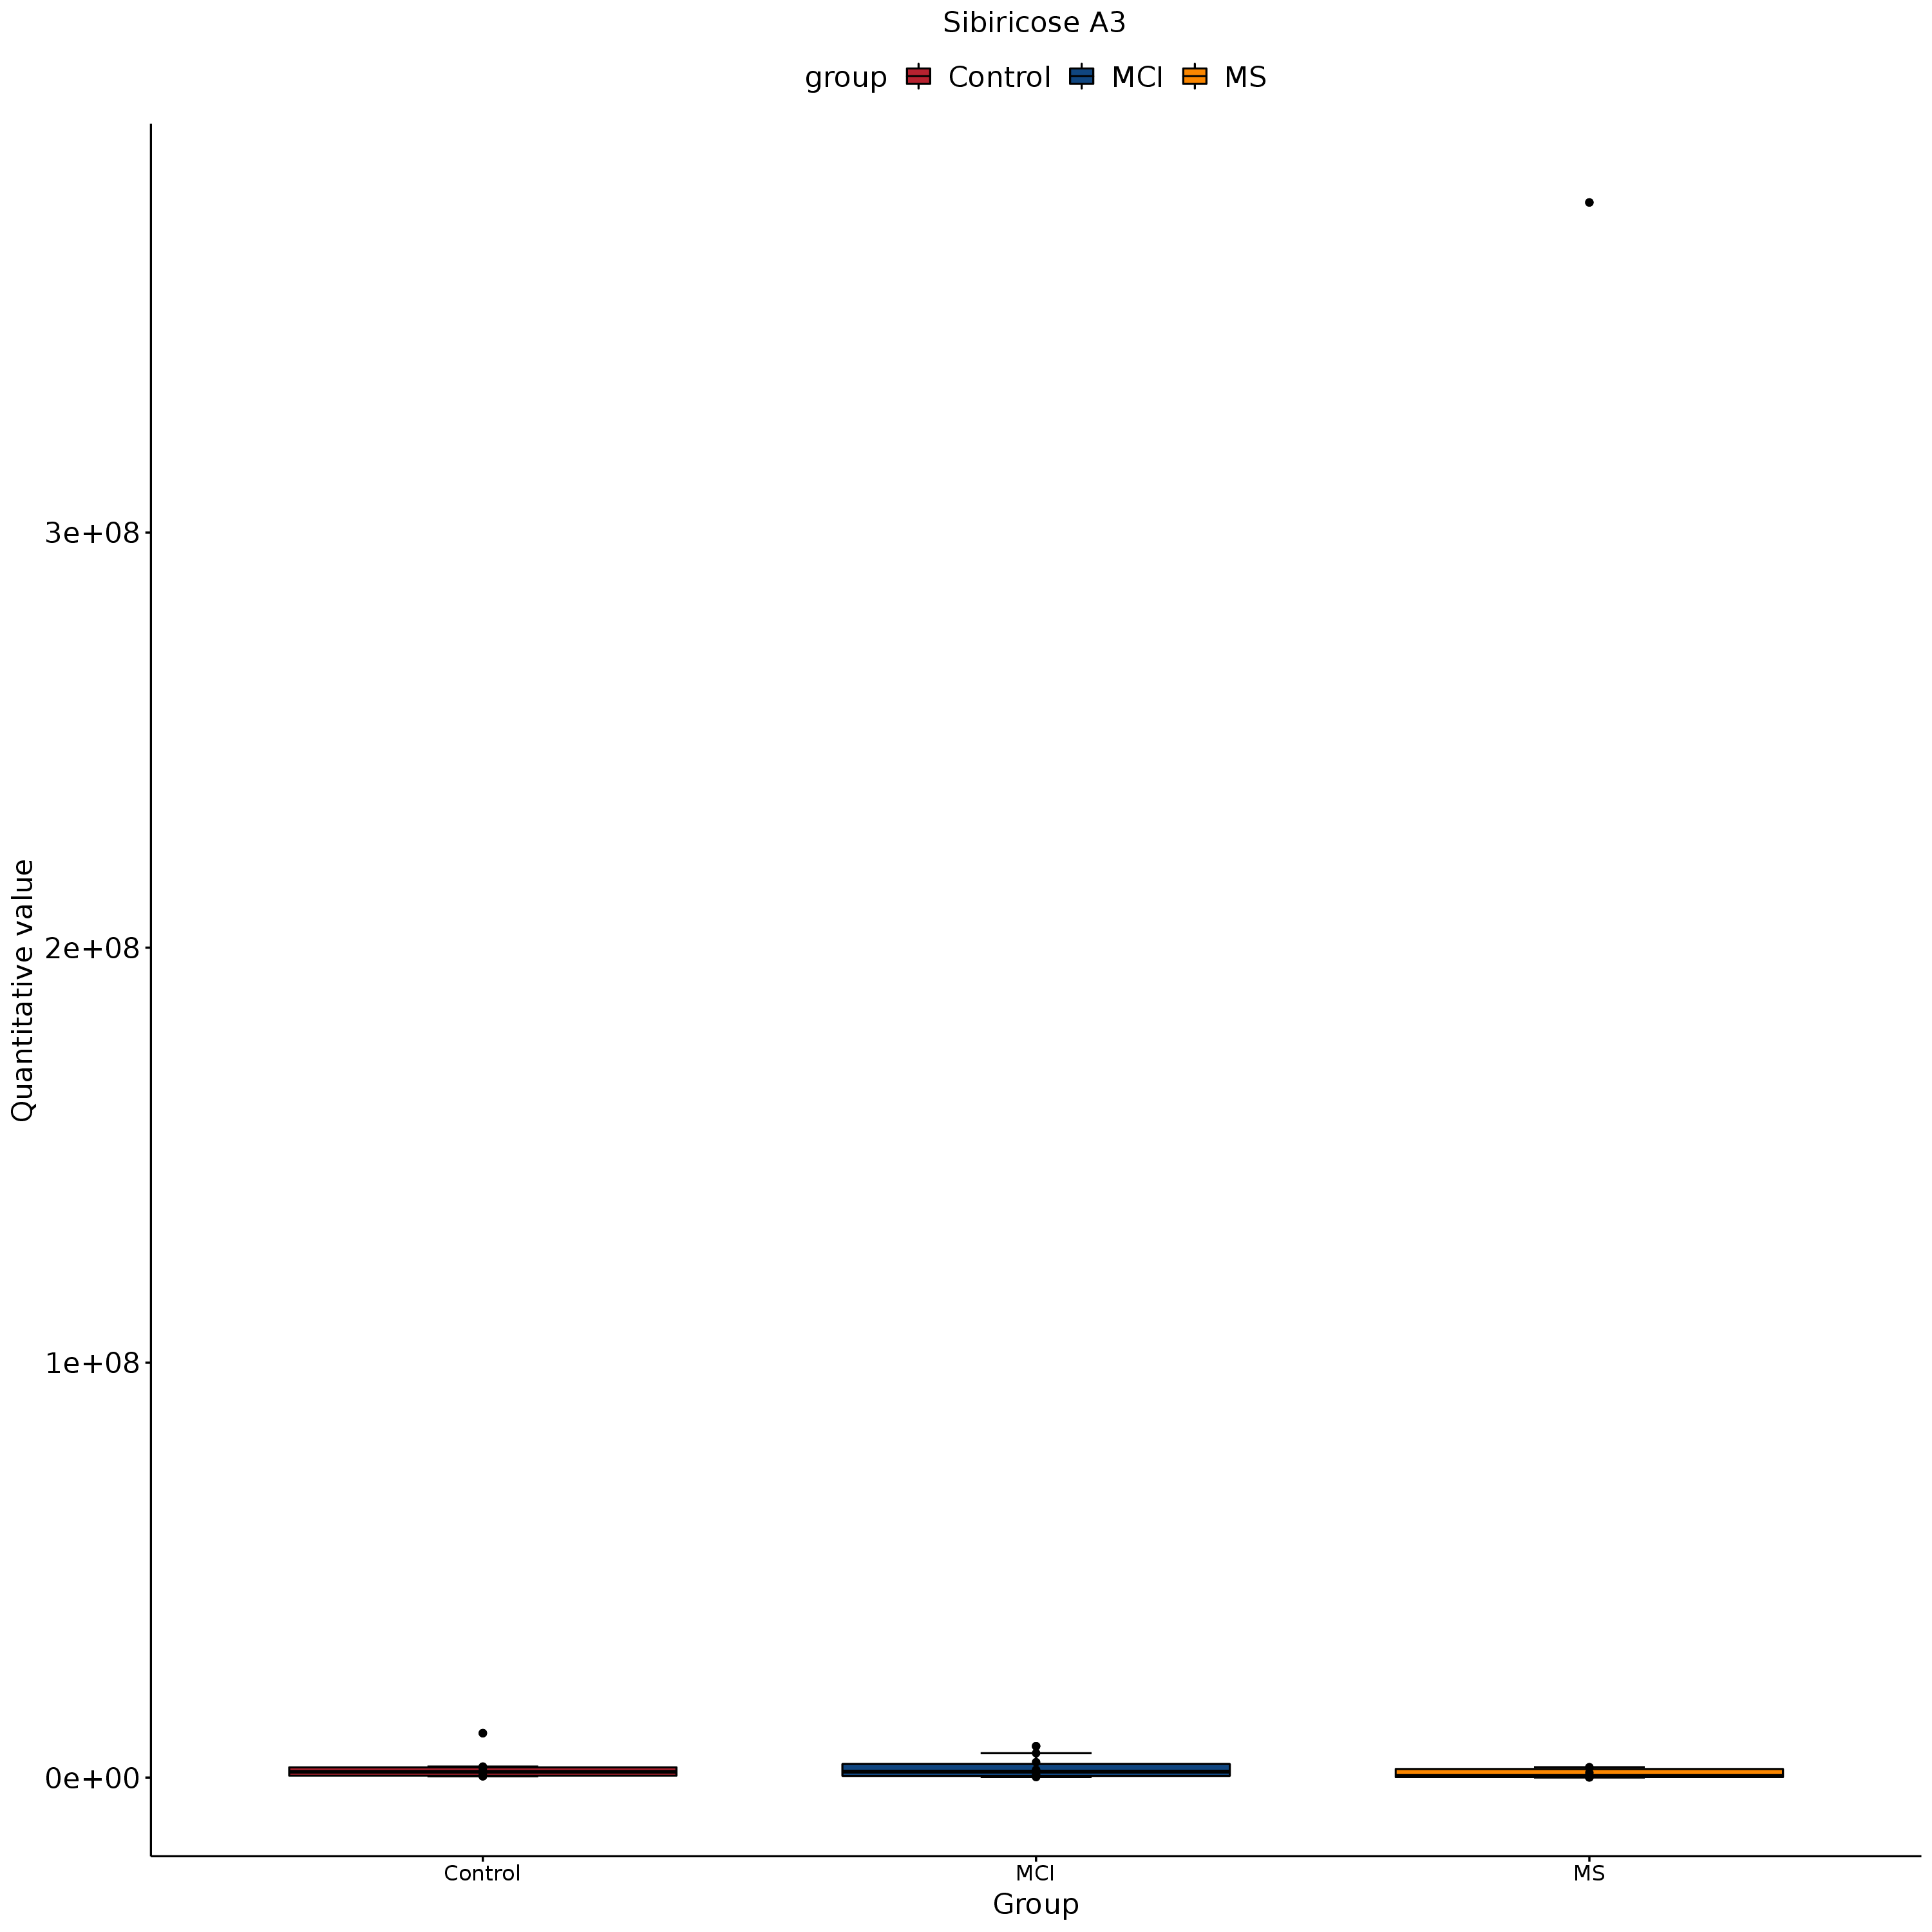 Sibiricose A3
group Control MCI MS
Quantitative value
3e+08
2e+08
1e+08
0e+00
Control MCI MS
Group